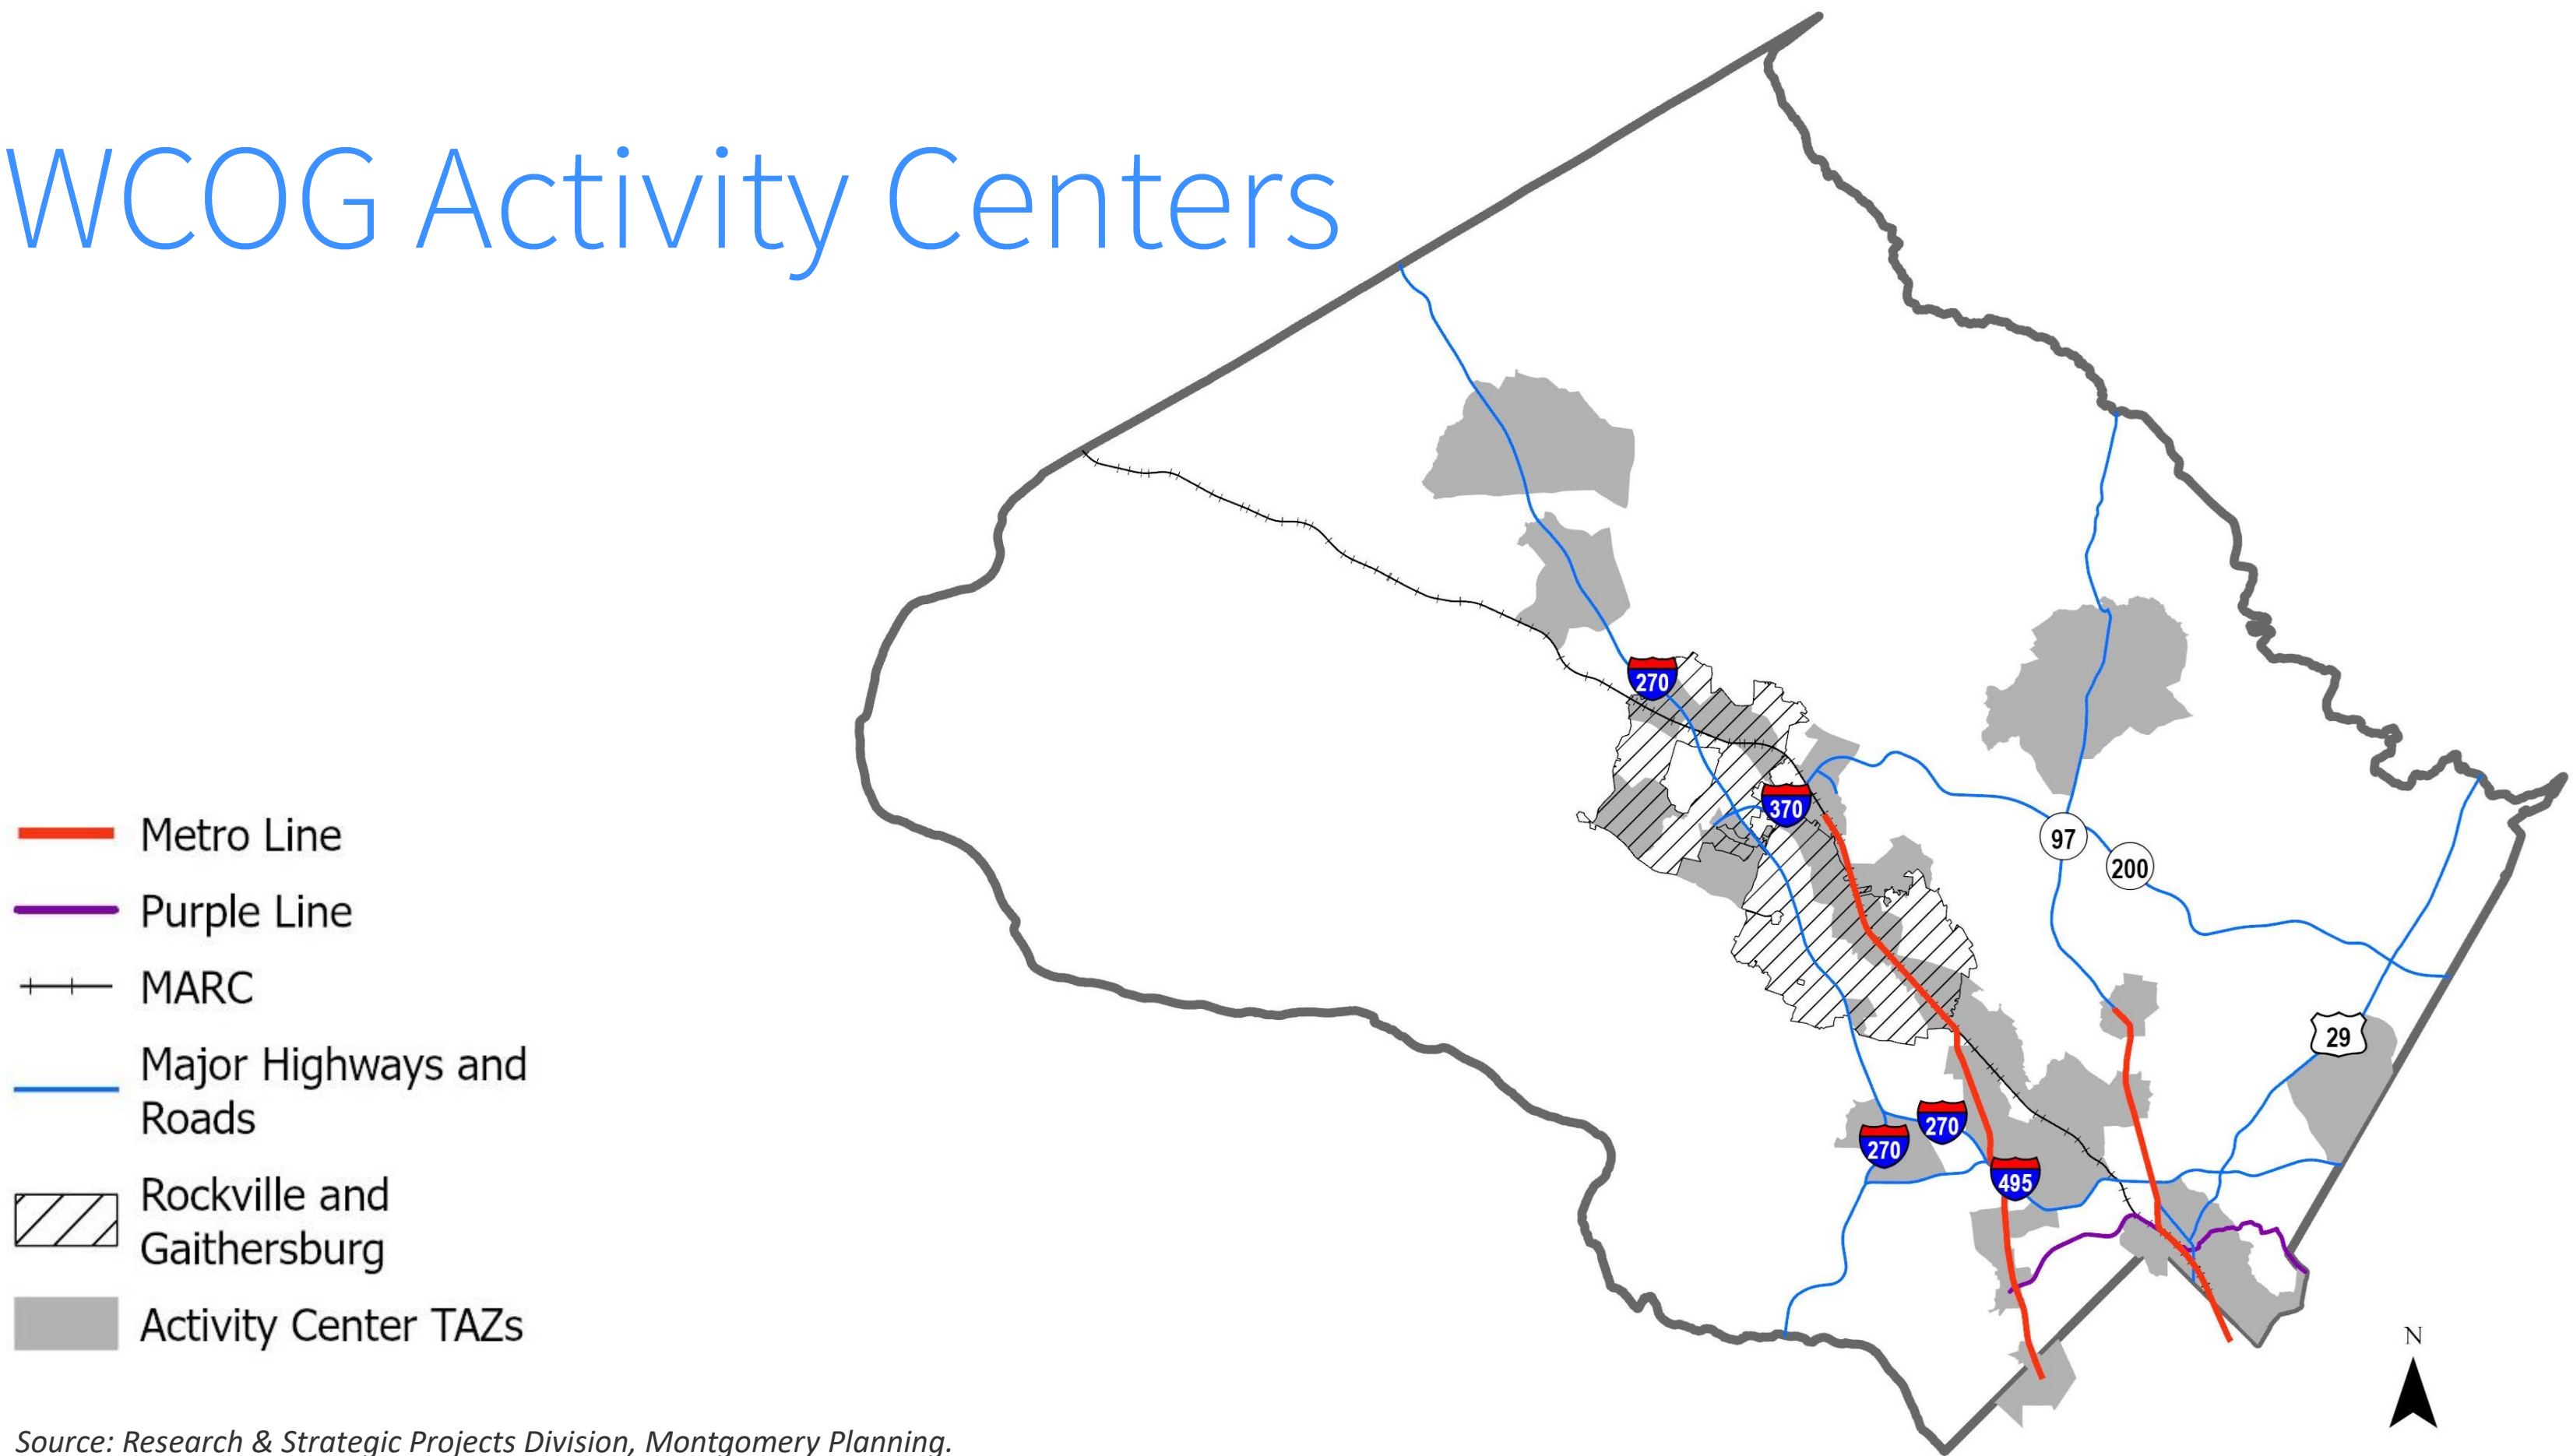 WCOG Activity Centers
270
370
97
200
29
270
270
495
Metro Line
Purple Line
MARC
Major Highways and
Roads
Rockville and
Gaithersburg
Activity Center TAZs
N
Source: Research & Strategic Projects Division, Montgomery Planning.